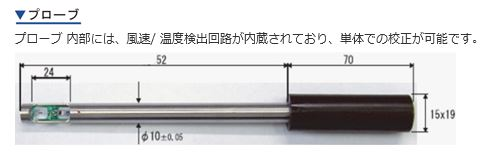 ▼プローブ
プローブ 内部には、風速/ 温度検出回路が内蔵されており、単体での校正が可能です。
52
70
24
15x19
φ10±0.05